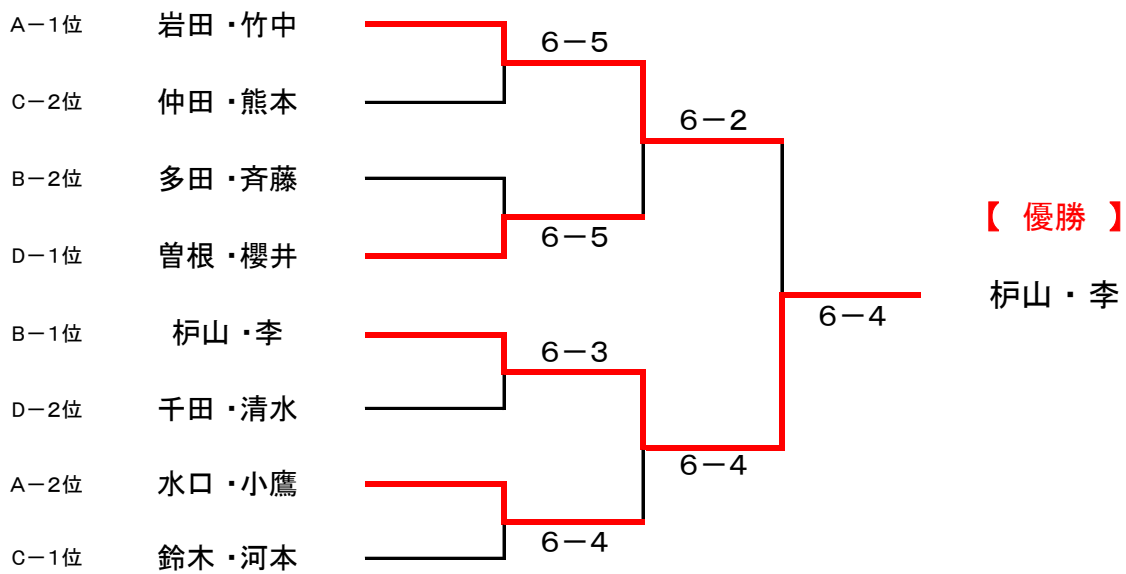 A－1位 岩田・竹中
6－5
C－2位 仲田・熊本
6－2
B－2位 多田・斉藤
【 優勝 】
6－5
D－1位 曽根・櫻井
枦山・李
6－4
B－1位 枦山・李
6－3
D－2位 千田・清水
6－4
A－2位 水口・小鷹
6－4
C－1位 鈴木・河本